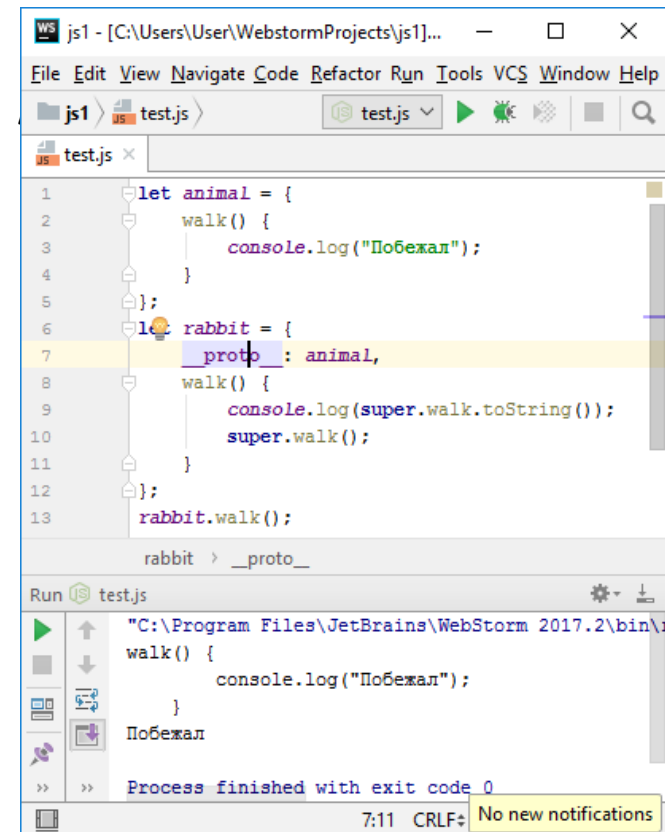 WS js1 - [C:\Users\User\WebstormProjects\js1]...
File Edit View Navigate Code Refactor Run Tools VCS Window Help
js1 test.js test.js
test.js
1 let animal = {
2 walk() {
3 console.log("Побежал");
4 }
5 };
6 let rabbit = {
7 __proto__: animal,
8 walk() {
9 console.log(super.walk.toString());
10 super.walk();
11 }
12 };
13 rabbit.walk();
rabbit > __proto__
Run test.js
"C:\Program Files\JetBrains\WebStorm 2017.2\bin\
walk() {
console.log("Побежал");
}
Побежал
Process finished with exit code 0
7:11 CRLF No new notifications